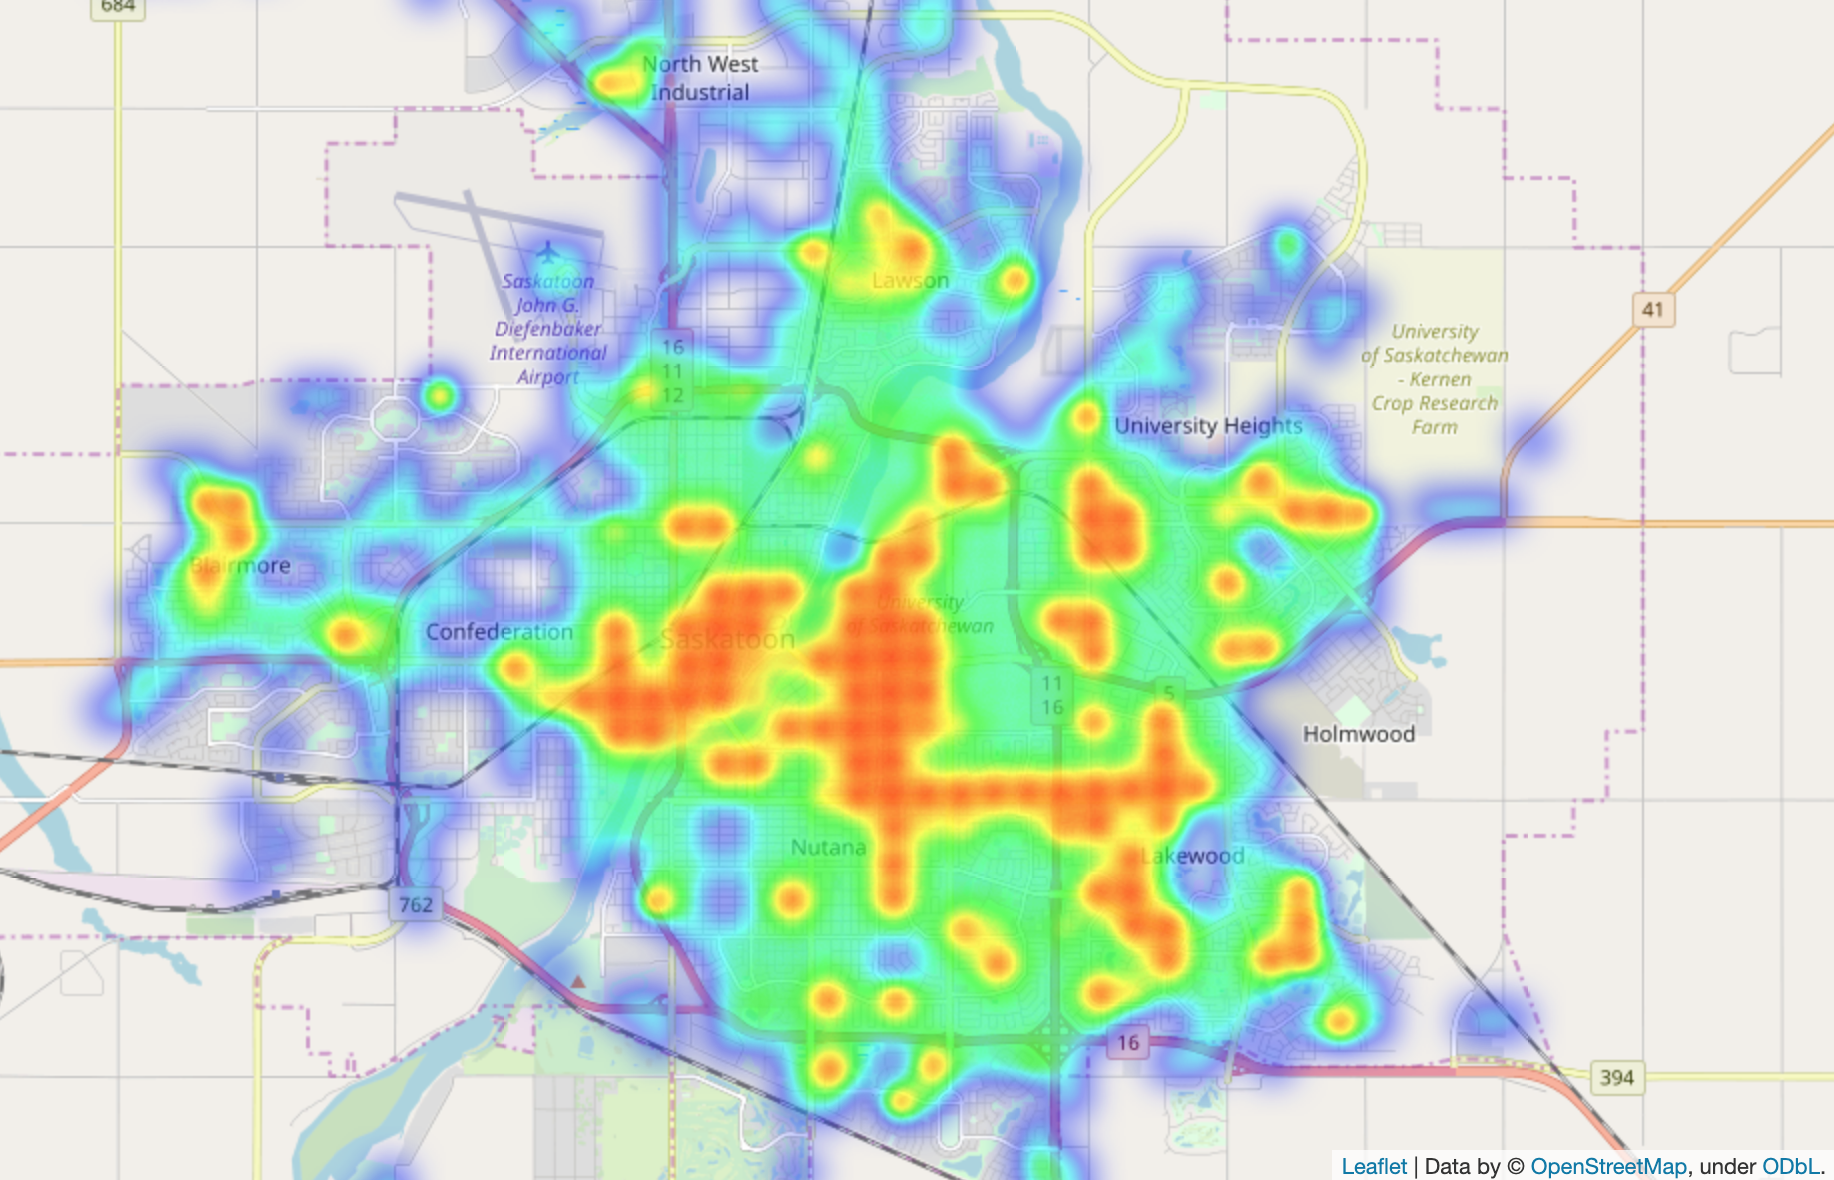 684
North West
Industrial
Saskatoon
John G.
Diefenbaker
International
Airport
Lawson
41
University
of Saskatchewan
- Kernen
Crop Research
Farm
16
11
12
University Heights
Blairmore
University
of Saskatchewan
Confederation
Saskatoon
11
16
5
Holmwood
Nutana
Lakewood
762
16
394
Leaflet | Data by © OpenStreetMap, under ODbL.